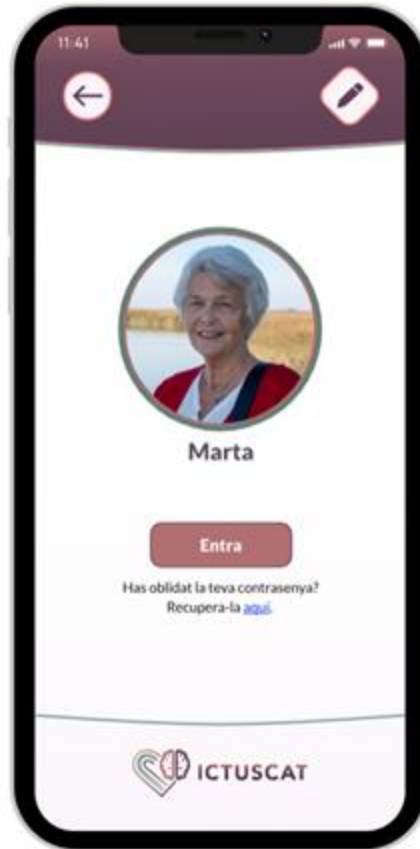 11:41
Marta
Entra
Has oblidat la teva contrasenya?
Recupera-la aquí.
ICTUSCAT